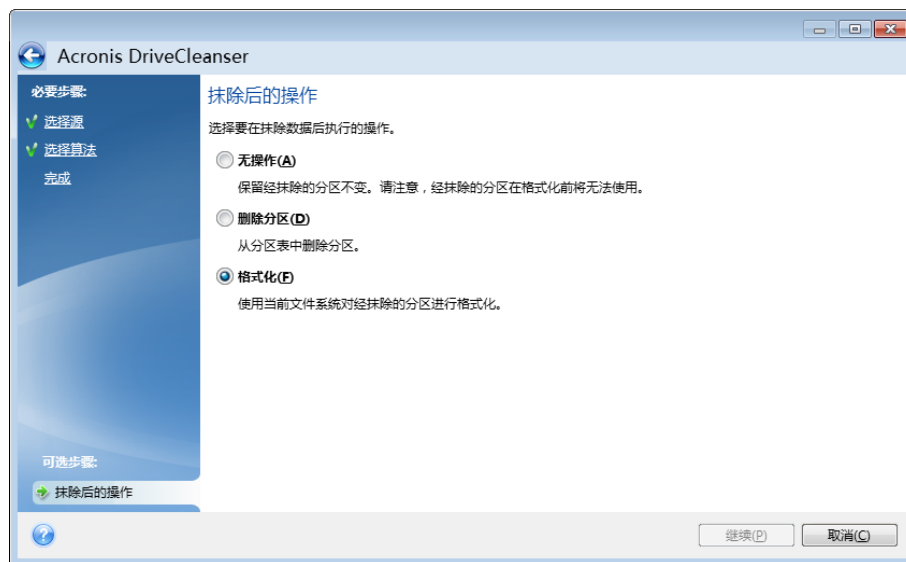 Acronis DriveCleanser
必要步骤:
选择源
选择算法
完成
可选步骤:
抹除后的操作
抹除后的操作
选择要在抹除数据后执行的操作。
无操作(A)
保留经抹除的分区不变。请注意，经抹除的分区在格式化前将无法使用。
删除分区(D)
从分区表中删除分区。
格式化(F)
使用当前文件系统对经抹除的分区进行格式化。
继续(P)
取消(C)